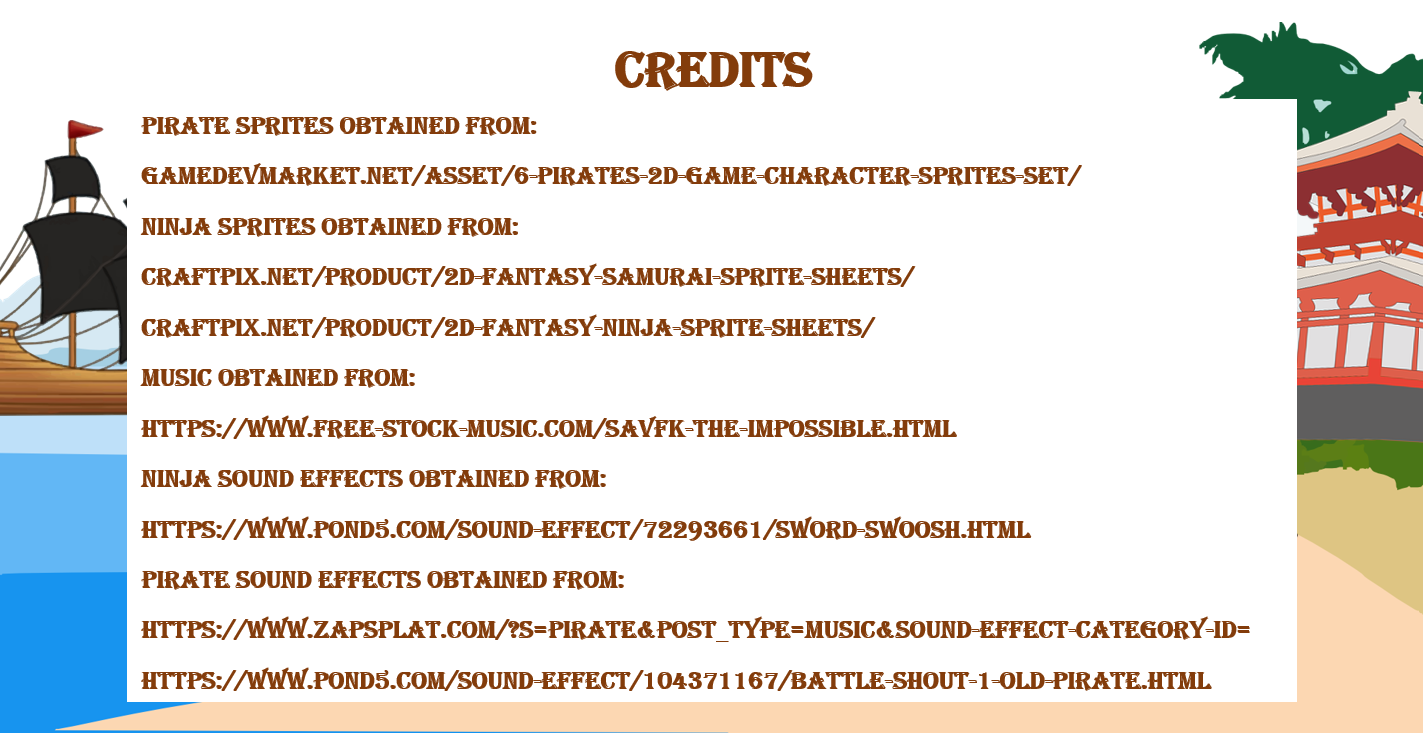 CREDITS
PIRATE SPRITES OBTAINED FROM:
GAMEDEVMARKET.NET/ASSET/6-PIRATES-2D-GAME-CHARACTER-SPRITES-SET/
NINJA SPRITES OBTAINED FROM:
CRAFTPIX.NET/PRODUCT/2D-FANTASY-SAMURAI-SPRITE-SHEETS/
CRAFTPIX.NET/PRODUCT/2D-FANTASY-NINJA-SPRITE-SHEETS/
MUSIC OBTAINED FROM:
HTTPS://WWW.FREE-STOCK-MUSIC.COM/SAVFK-THE-IMPOSSIBLE.HTML
NINJA SOUND EFFECTS OBTAINED FROM:
HTTPS://WWW.POND5.COM/SOUND-EFFECT/72293661/SWORD-SWOOSH.HTML
PIRATE SOUND EFFECTS OBTAINED FROM:
HTTPS://WWW.ZAPSPLAT.COM/?S=PIRATE&POST_TYPE=MUSIC&SOUND-EFFECT-CATEGORY-ID=
HTTPS://WWW.POND5.COM/SOUND-EFFECT/104371167/BATTLE-SHOUT-1-OLD-PIRATE.HTML